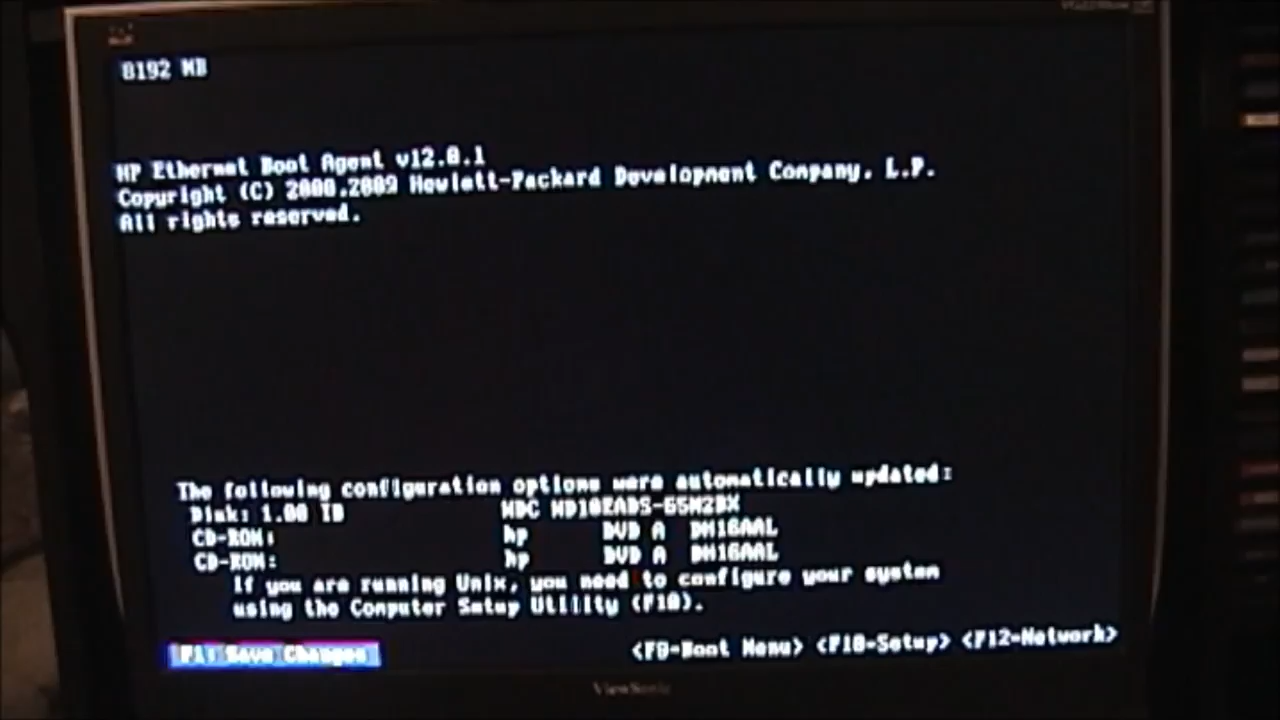 8192 MB
HP Ethernet Boot Agent v12.0.1
Copyright (C) 2000,2009 Hewlett-Packard Development Company, L.P.
All rights reserved.
The following configuration options were automatically updated:
Disk: 1.00 TB WDC WD10EADS-65M2BX
CD-ROM: hp DVD A DH16AAL
CD-ROM: hp DVD A DH16AAL
If you are running Unix, you need to configure your system
using the Computer Setup Utility (F10).
F1: Save Changes <F9=Boot Menu> <F10=Setup> <F12=Network>
ViewSonic